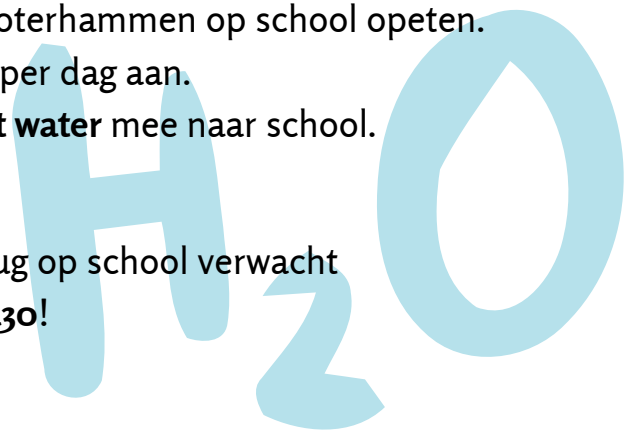 oterhammen op school opeten.
per dag aan.
t water mee naar school.
ug op school verwacht
30!
H2O